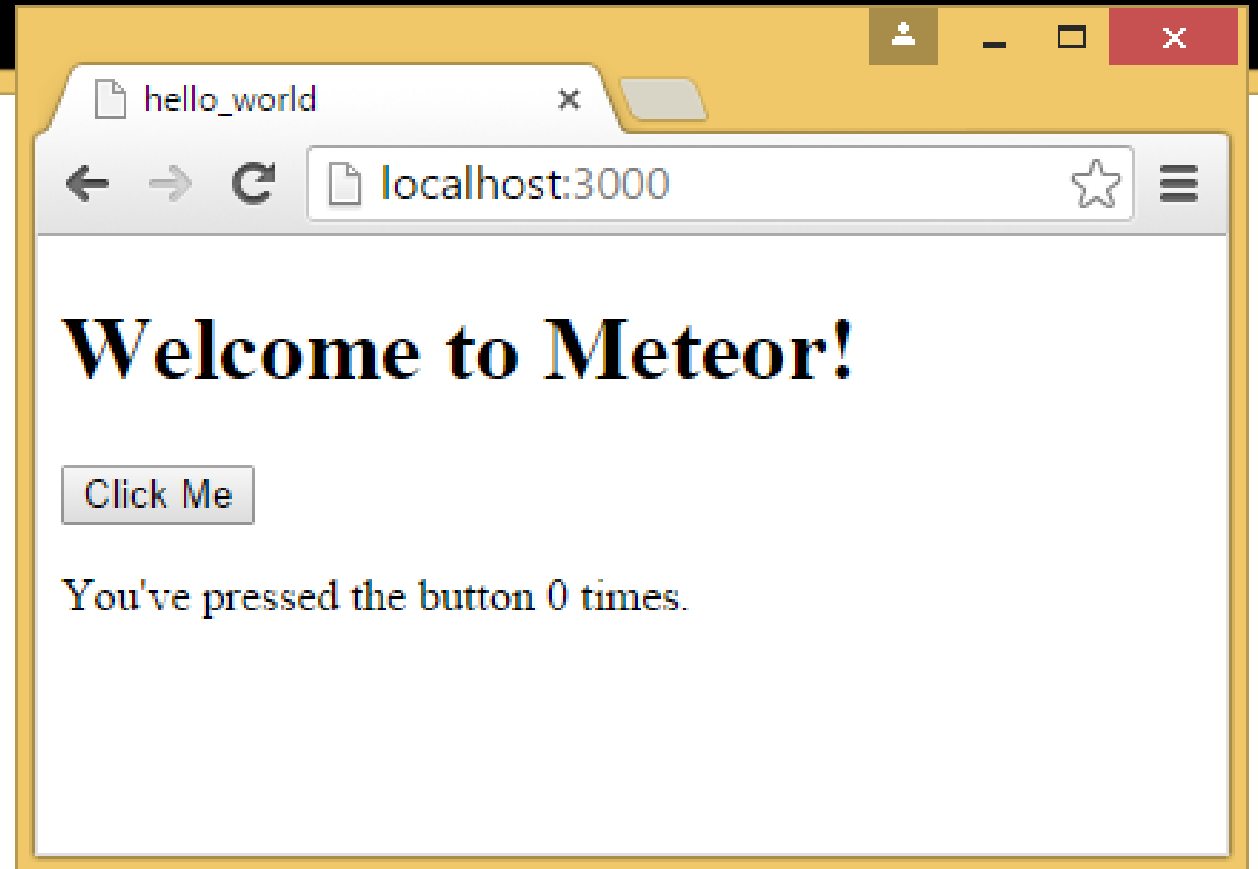 hello_world
localhost:3000
Welcome to Meteor!
Click Me
You've pressed the button 0 times.